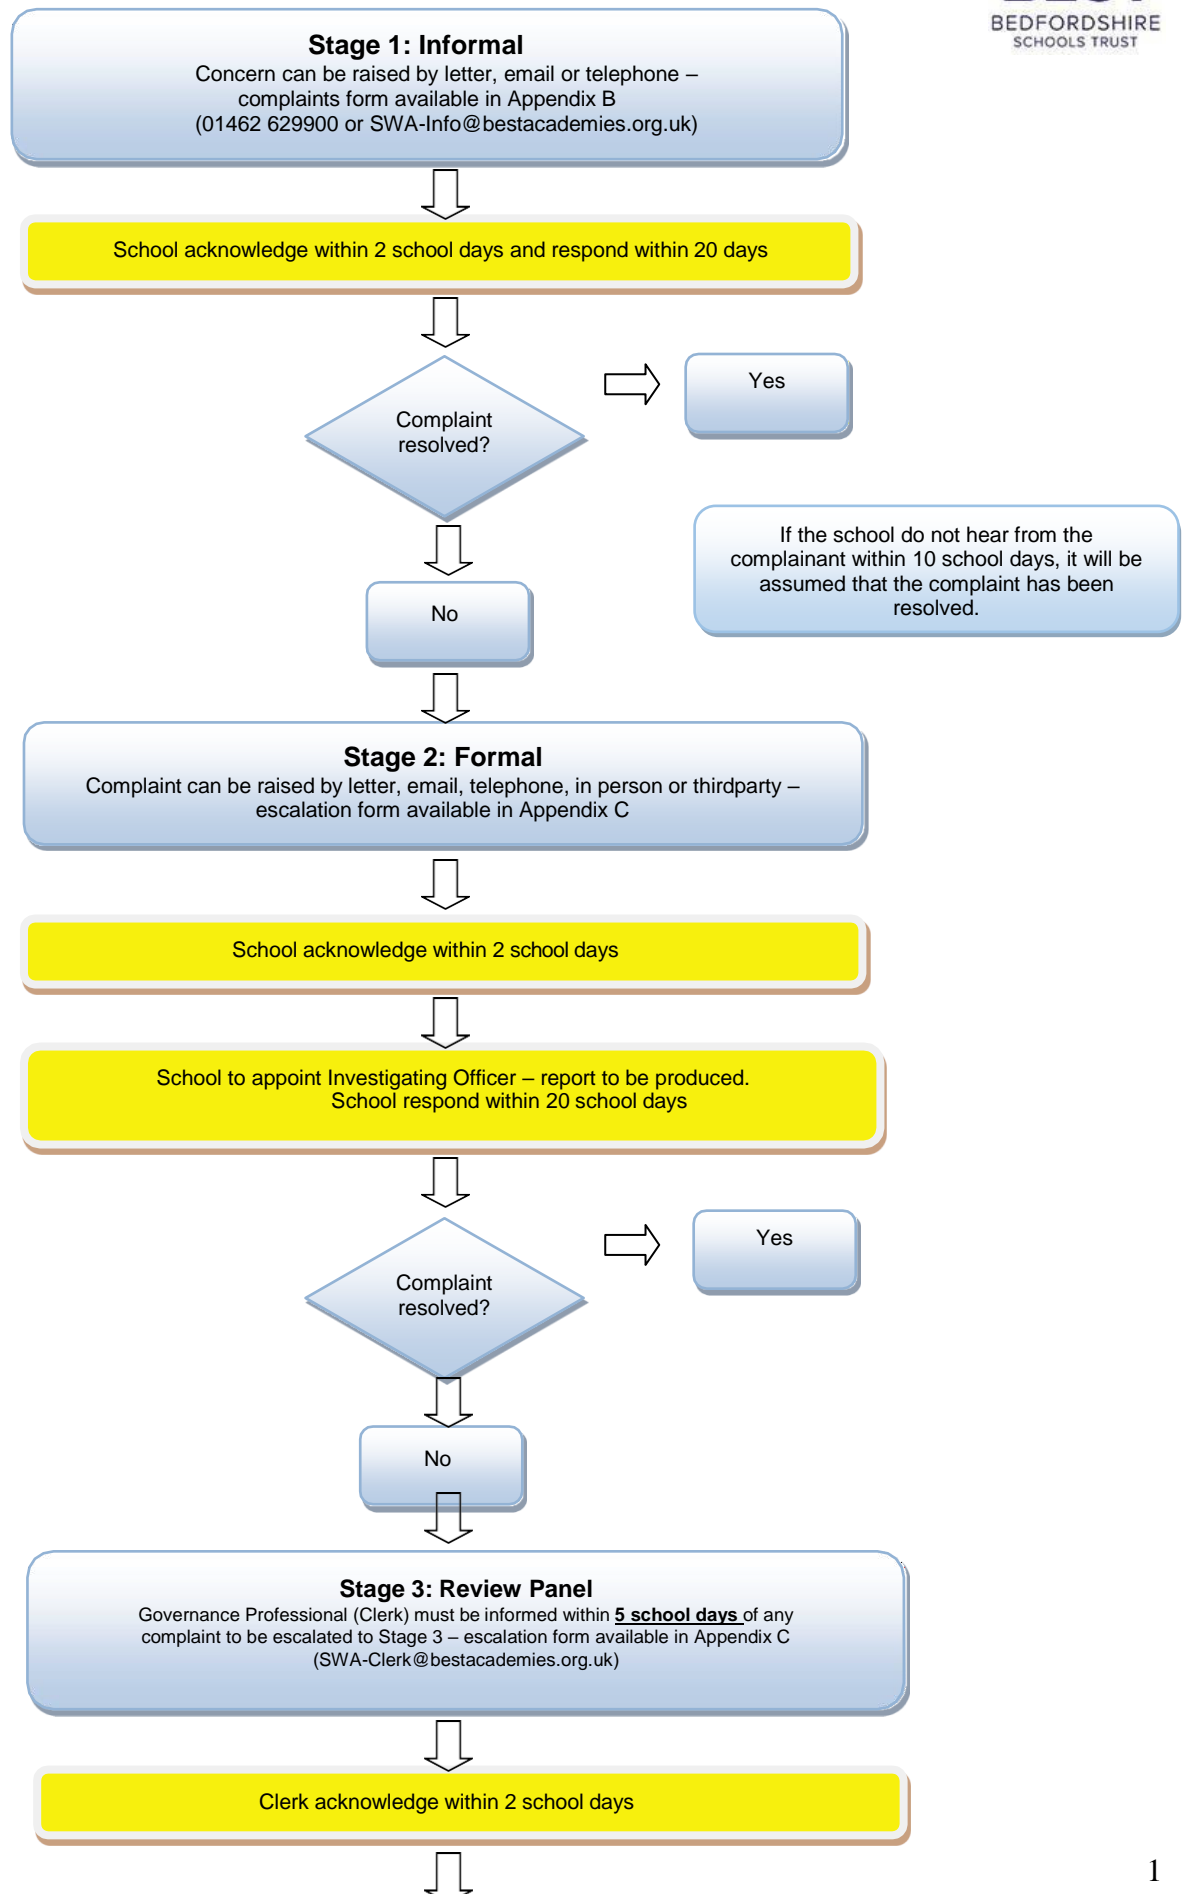 BEDFORDSHIRE
SCHOOLS TRUST
Stage 1: Informal
Concern can be raised by letter, email or telephone –
complaints form available in Appendix B
(01462 629900 or SWA-Info@bestacademies.org.uk)
School acknowledge within 2 school days and respond within 20 days
Complaint
resolved?
Yes
If the school do not hear from the
complainant within 10 school days, it will be
assumed that the complaint has been
resolved.
No
Stage 2: Formal
Complaint can be raised by letter, email, telephone, in person or thirdparty –
escalation form available in Appendix C
School acknowledge within 2 school days
School to appoint Investigating Officer – report to be produced.
School respond within 20 school days
Complaint
resolved?
Yes
No
Stage 3: Review Panel
Governance Professional (Clerk) must be informed within 5 school days of any
complaint to be escalated to Stage 3 – escalation form available in Appendix C
(SWA-Clerk@bestacademies.org.uk)
Clerk acknowledge within 2 school days
1